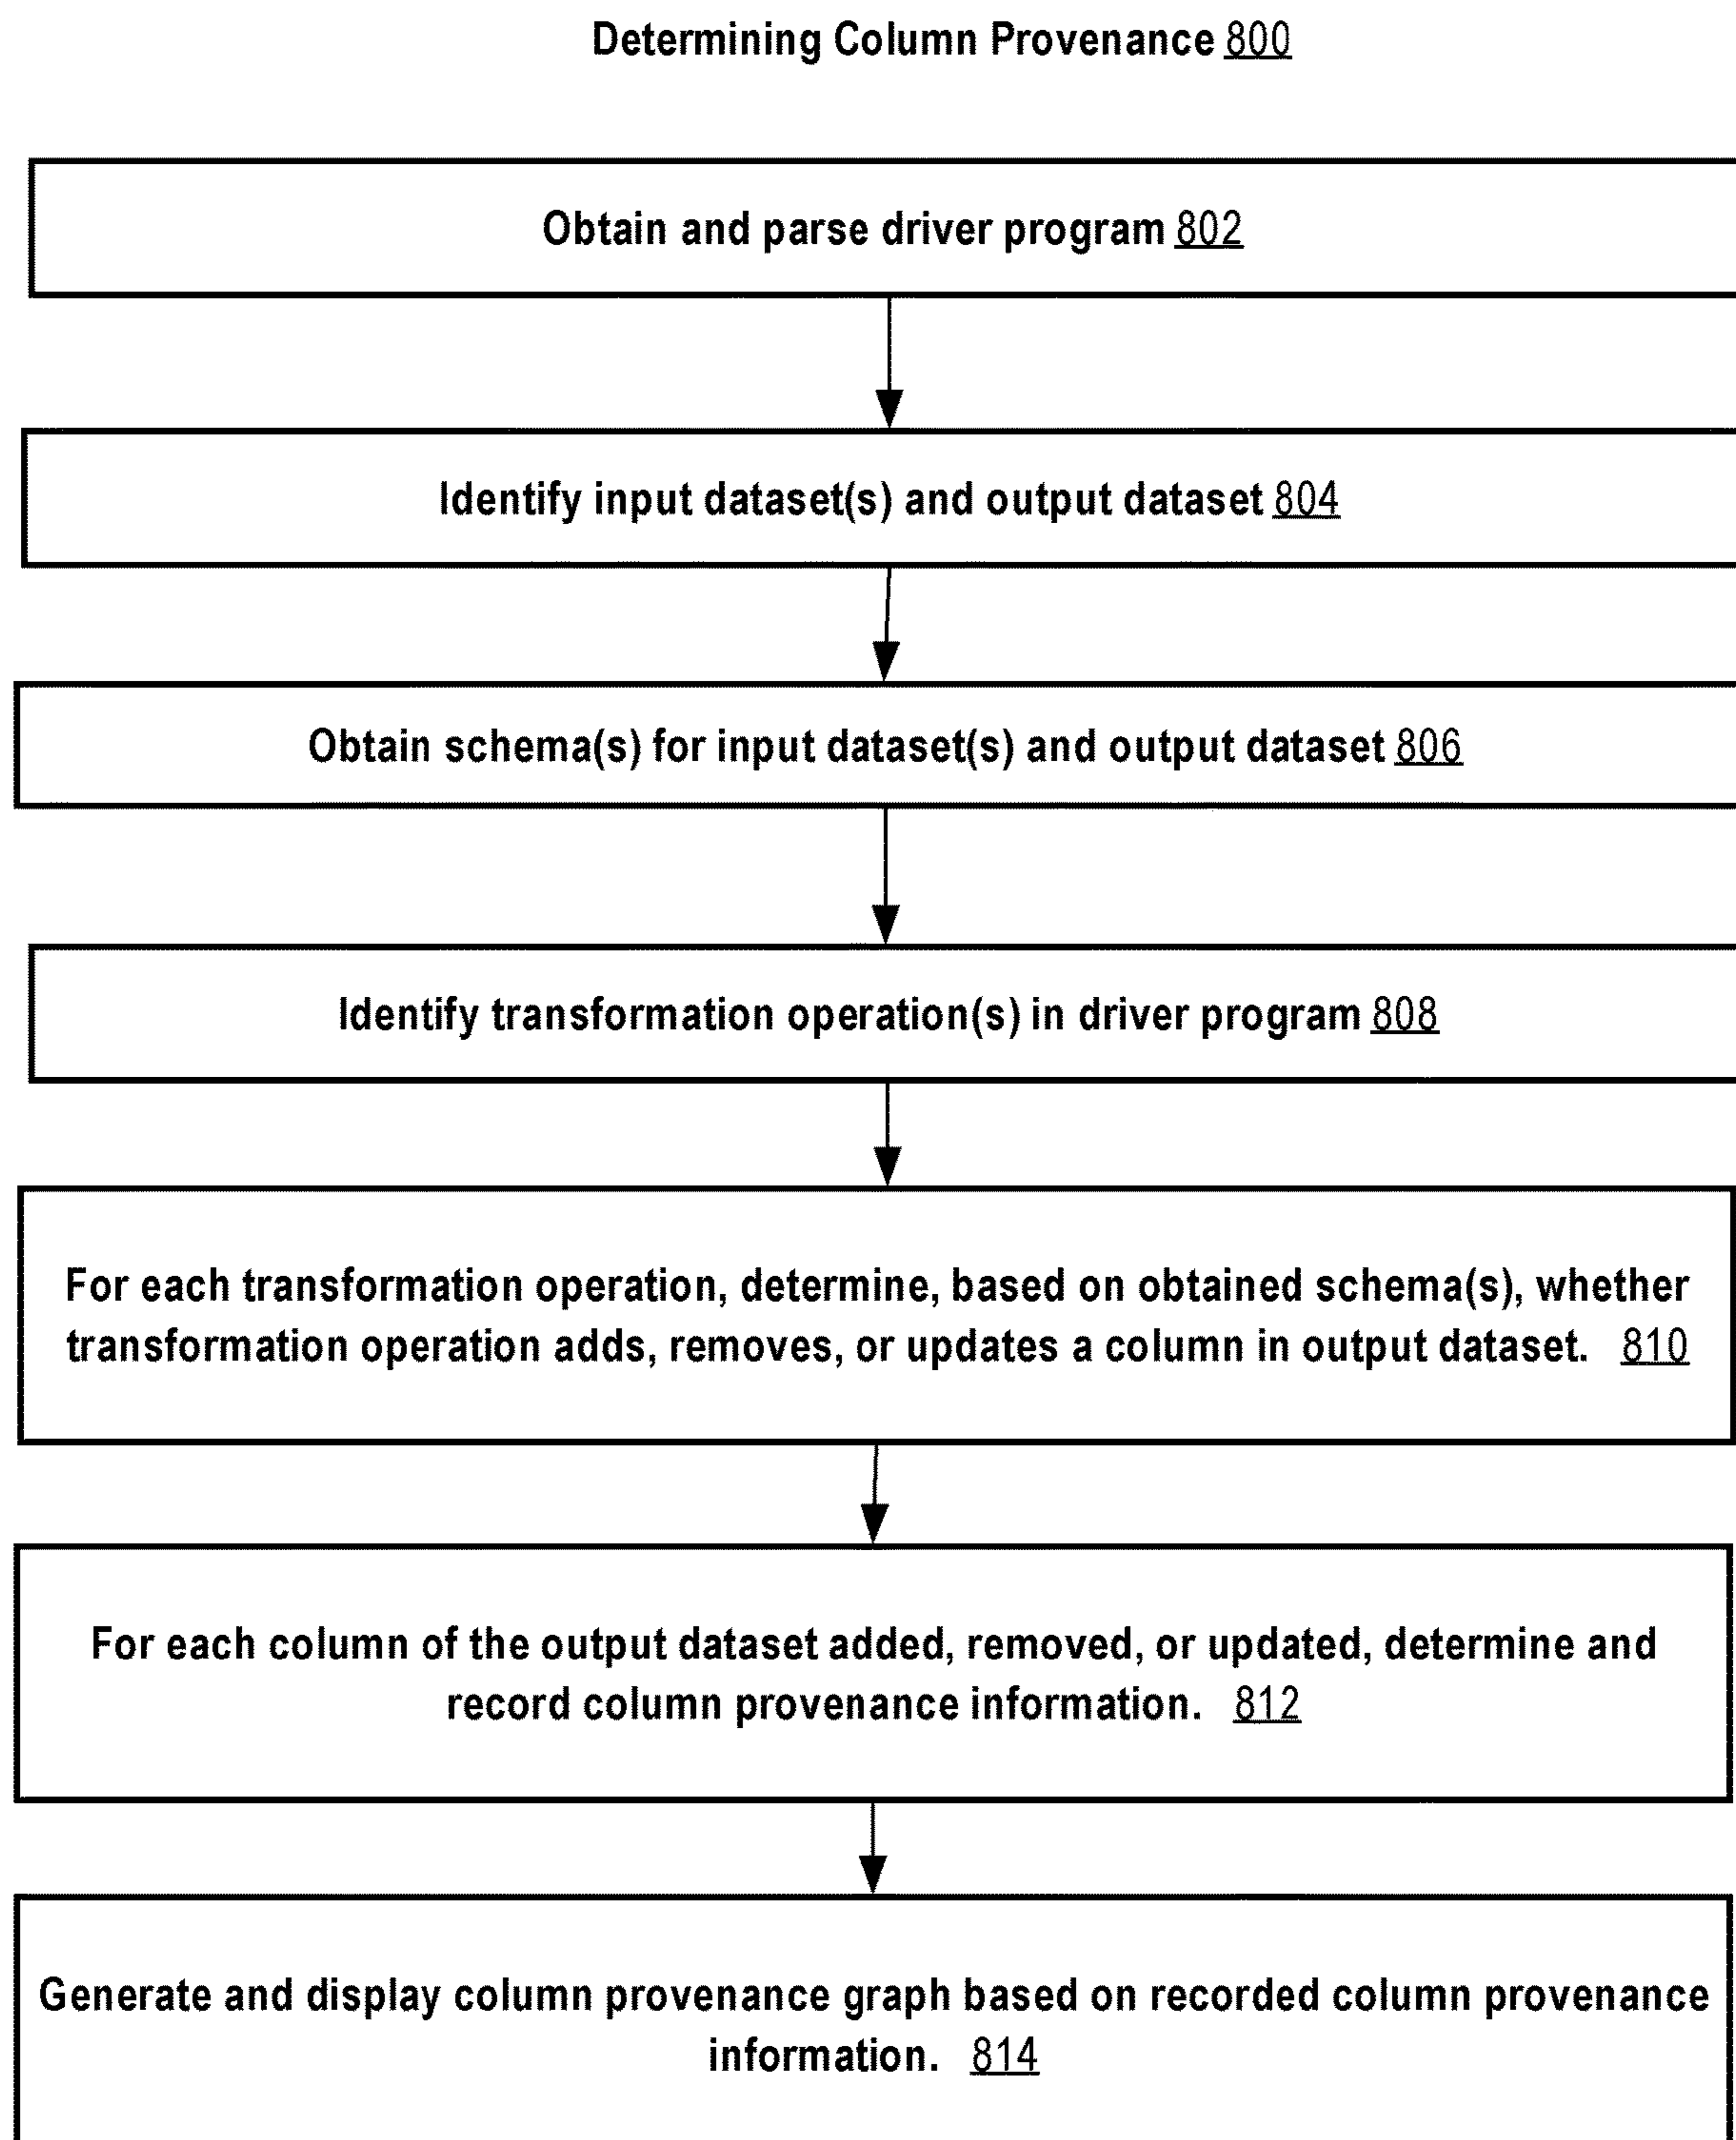 Determining Column Provenance 800
Obtain and parse driver program 802
Identify input dataset(s) and output dataset 804
Obtain schema(s) for input dataset(s) and output dataset 806
Identify transformation operation(s) in driver program 808
For each transformation operation, determine, based on obtained schema(s), whether
transformation operation adds, removes, or updates a column in output dataset. 810
For each column of the output dataset added, removed, or updated, determine and
record column provenance information. 812
Generate and display column provenance graph based on recorded column provenance
information. 814